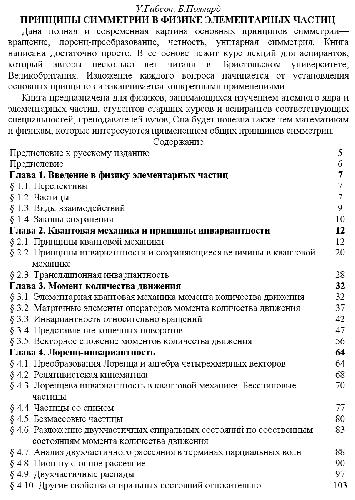 У.Гибсон, Б.Поллард
ПРИНЦИПЫ СИММЕТРИИ В ФИЗИКЕ ЭЛЕМЕНТАРНЫХ ЧАСТИЦ
Дана полная и современная картина основных принципов симметрии—
вращение, лоренц-преобразование, четность, унитарная симметрия. Книга
написана достаточно просто. В ее основе лежит курс лекций для аспирантов,
который авторы несколько лет читали в Бристольском университете,
Великобритания. Изложение каждого вопроса начинается от установления
основных принципов и заканчивается конкретными применениями.
Книга предназначена для физиков, занимающихся изучением атомного ядра и
элементарных частиц, студентов старших курсов и аспирантов соответствующих
специальностей, преподавателей вузов. Она будет полезна также тем математикам
и физикам, которые интересуются применением общих принципов симметрии.
Содержание
Предисловие к русскому изданию 5
Предисловие 6
Глава 1. Введение в физику элементарных частиц 7
§ 1.1. Перспективы 7
§ 1.2. Частицы 7
§ 1.3. Виды взаимодействий 9
§ 1.4. Законы сохранения 10
Глава 2. Квантовая механика и принципы инвариантности 12
§ 2.1. Принципы квантовой механики 12
§ 2.2. Принципы инвариантности и сохраняющиеся величины в квантовой 20
механике
§ 2.3. Трансляционная инвариантность 28
Глава 3. Момент количества движения 32
§ 3.1. Элементарная квантовая механика момента количества движения 32
§ 3.2. Матричные элементы операторов момента количества движения 37
§ 3.3. Инвариантность относительно вращений 42
§ 3.4. Представление конечных поворотов 47
§ 3.5. Векторное сложение моментов количества движения 56
Глава 4. Лоренц-инвариантность 64
§ 4.1. Преобразования Лоренца и алгебра четырехмерных векторов 64
§ 4.2. Релятивистская кинематика 68
§ 4.3. Лоренцева инвариантность в квантовой механике. Бесспиновые 70
частицы
§ 4.4. Частицы со спином 77
§ 4.5. Безмассовые частицы 80
§ 4.6. Разложение двухчастичных спиральных состояний по собственным 83
состояниям момента количества движения
§ 4.7. Анализ двухчастичного рассеяния в терминах парциальных волн 86
§ 4.8. Пион-нуклонное рассеяние 90
§ 4.9. Двухчастичные распады 97
§ 4.10. Другие свойства спиральных состояний относительно 103